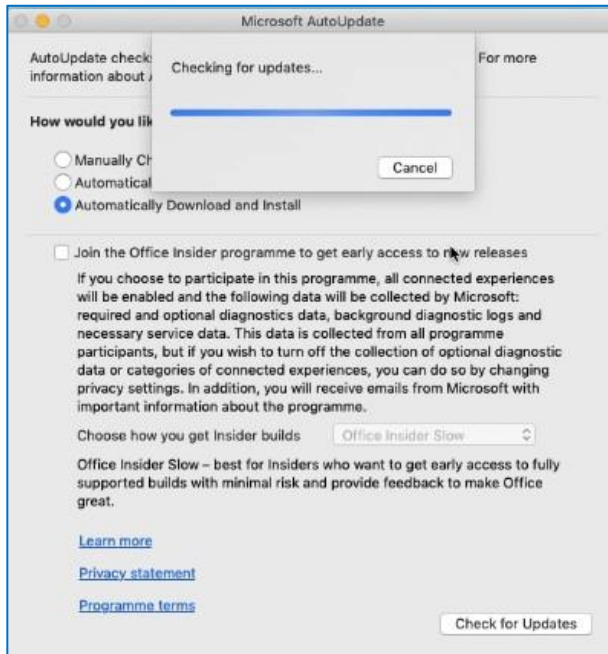 Microsoft AutoUpdate
AutoUpdate check
For more
information about
Checking for updates...
Cancel
How would you lik
Manually Ch
Automatical
Automatically Download and Install
Join the Office Insider programme to get early access to new releases
If you choose to participate in this programme, all connected experiences
will be enabled and the following data will be collected by Microsoft:
required and optional diagnostics data, background diagnostic logs and
necessary service data. This data is collected from all programme
participants, but if you wish to turn off the collection of optional diagnostic
data or categories of connected experiences, you can do so by changing
privacy settings. In addition, you will receive emails from Microsoft with
important information about the programme.
Choose how you get Insider builds
Office Insider Slow
Office Insider Slow – best for Insiders who want to get early access to fully
supported builds with minimal risk and provide feedback to make Office
great.
Learn more
Privacy statement
Programme terms
Check for Updates